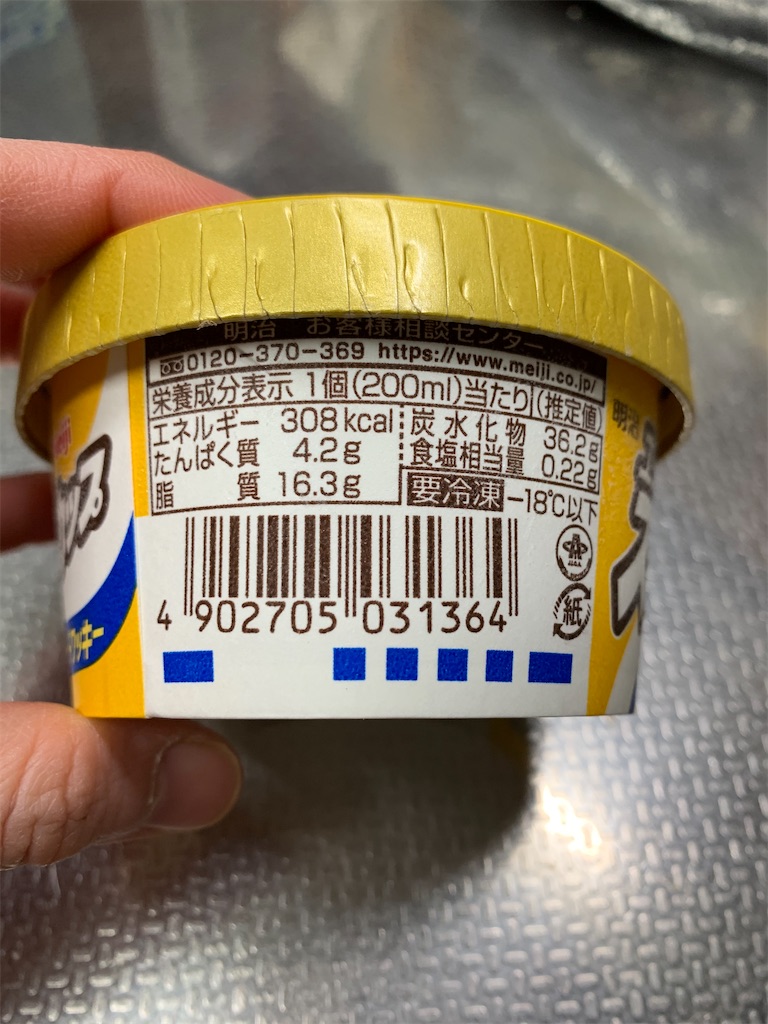 明治 お客様相談センター
0120-370-369 https://www.meiji.co.jp/
栄養成分表示 1個(200ml)当たり(推定値)
エネルギー 308kcal
たんぱく質 4.2g
脂質 16.3g
炭水化物 36.2g
食塩相当量 0.22g
要冷凍 -18℃以下
4 902705 031364
紙
明治